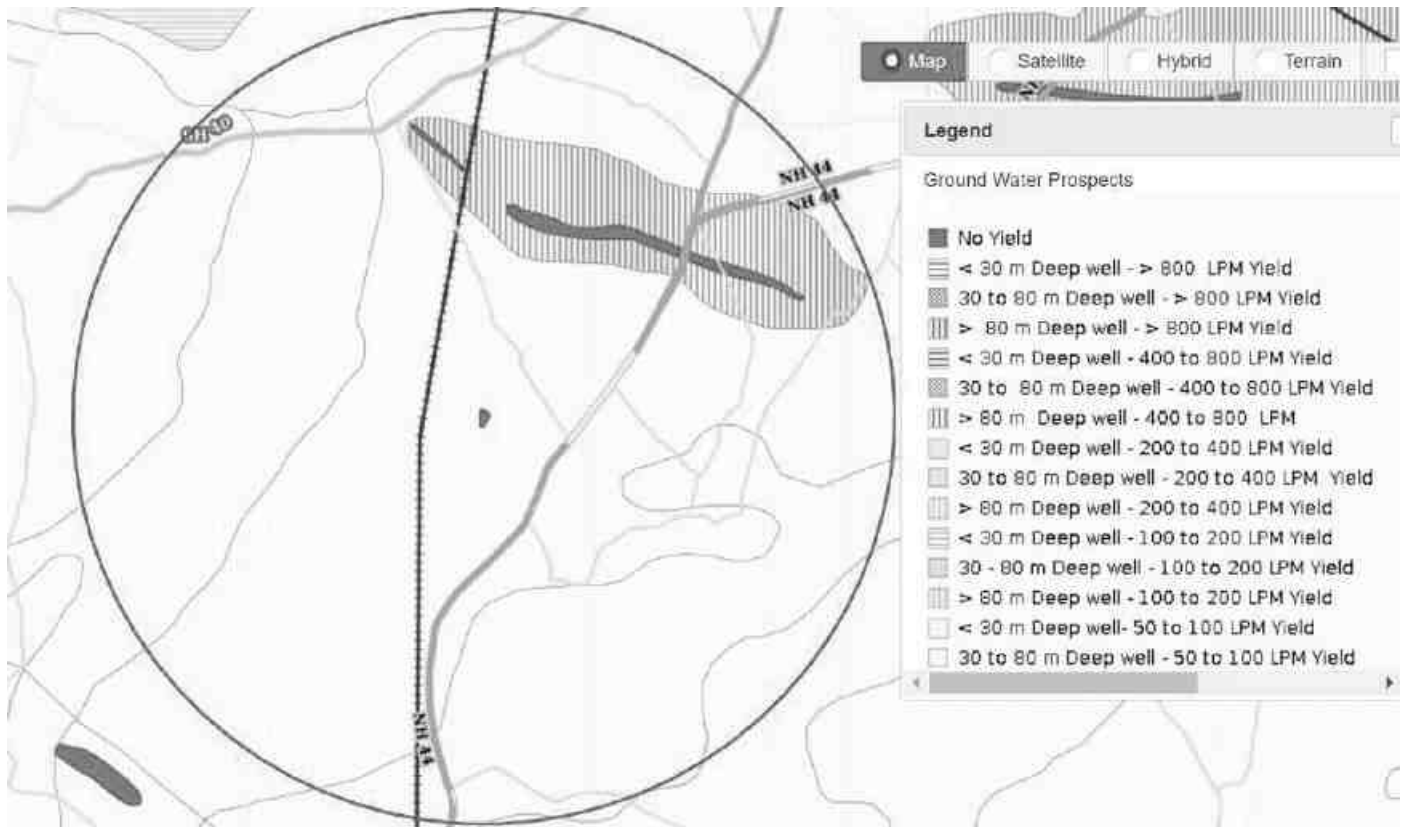 Map
Satellite
Hybrid
Terrain
SH 40
Legend
NH 44
NH 44
Ground Water Prospects
No Yield
< 30 m Deep well - > 800 LPM Yield
30 to 80 m Deep well - > 800 LPM Yield
> 80 m Deep well - > 800 LPM Yield
< 30 m Deep well - 400 to 800 LPM Yield
30 to 80 m Deep well - 400 to 800 LPM Yield
> 80 m Deep well - 400 to 800 LPM
< 30 m Deep well - 200 to 400 LPM Yield
30 to 80 m Deep well - 200 to 400 LPM Yield
> 80 m Deep well - 200 to 400 LPM Yield
< 30 m Deep well - 100 to 200 LPM Yield
30 - 80 m Deep well - 100 to 200 LPM Yield
> 80 m Deep well - 100 to 200 LPM Yield
< 30 m Deep well- 50 to 100 LPM Yield
30 to 80 m Deep well - 50 to 100 LPM Yield
NH 44